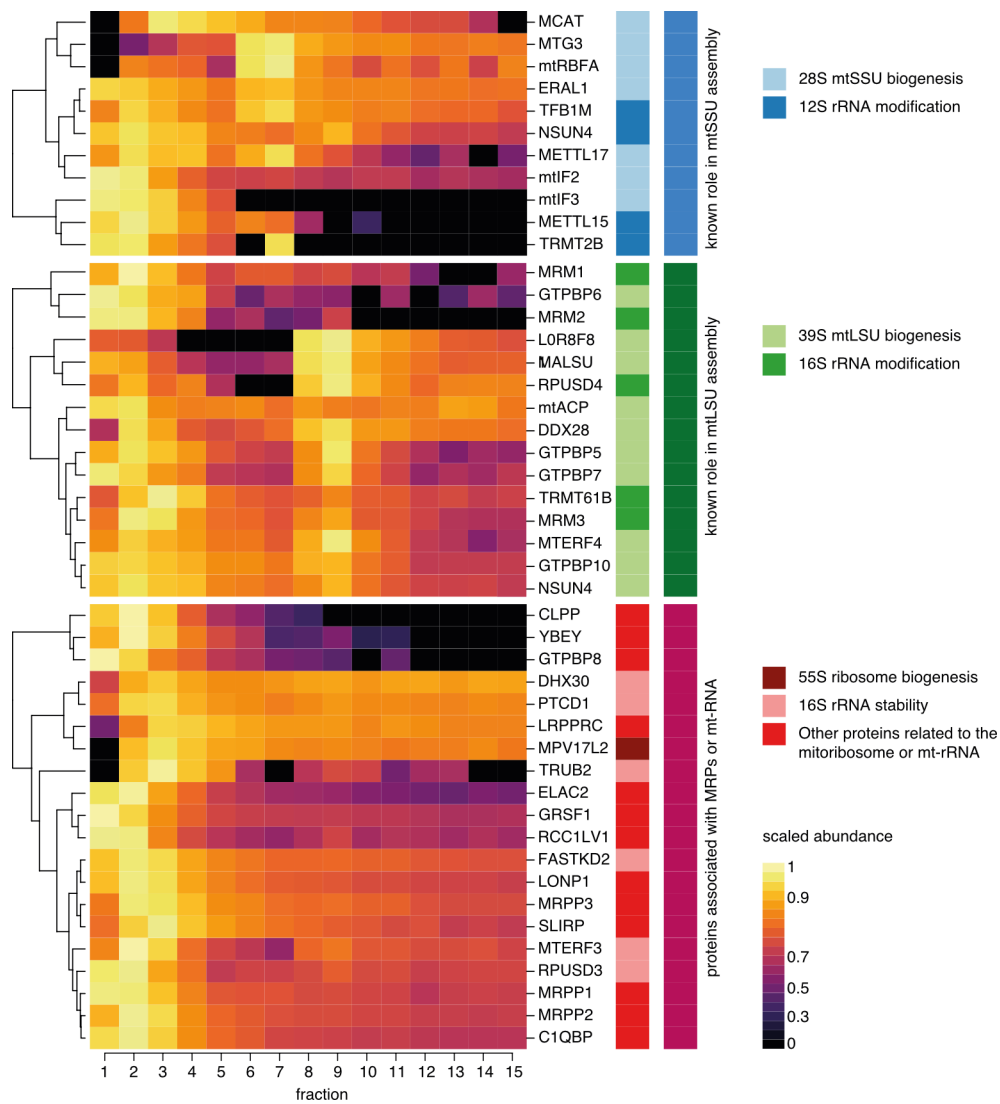 MCAT
MTG3
mtRBFA
ERAL1
TFB1M
NSUN4
METTL17
mtIF2
mtIF3
METTL15
TRMT2B
known role in mtSSU assembly
28S mtSSU biogenesis
12S rRNA modification
MRM1
GTPBP6
MRM2
L0R8F8
MALSU
RPUSD4
mtACP
DDX28
GTPBP5
GTPBP7
TRMT61B
MRM3
MTERF4
GTPBP10
NSUN4
known role in mtLSU assembly
39S mtLSU biogenesis
16S rRNA modification
CLPP
YBEY
GTPBP8
DHX30
PTCD1
LRPPRC
MPV17L2
TRUB2
ELAC2
GRSF1
RCC1LV1
FASTKD2
LONP1
MRPP3
SLIRP
MTERF3
RPUSD3
MRPP1
MRPP2
C1QBP
proteins associated with MRPs or mt-RNA
55S ribosome biogenesis
16S rRNA stability
Other proteins related to the
mitoribosome or mt-rRNA
scaled abundance
1
0.9
0.7
0.5
0.3
0
1 2 3 4 5 6 7 8 9 10 11 12 13 14 15
fraction